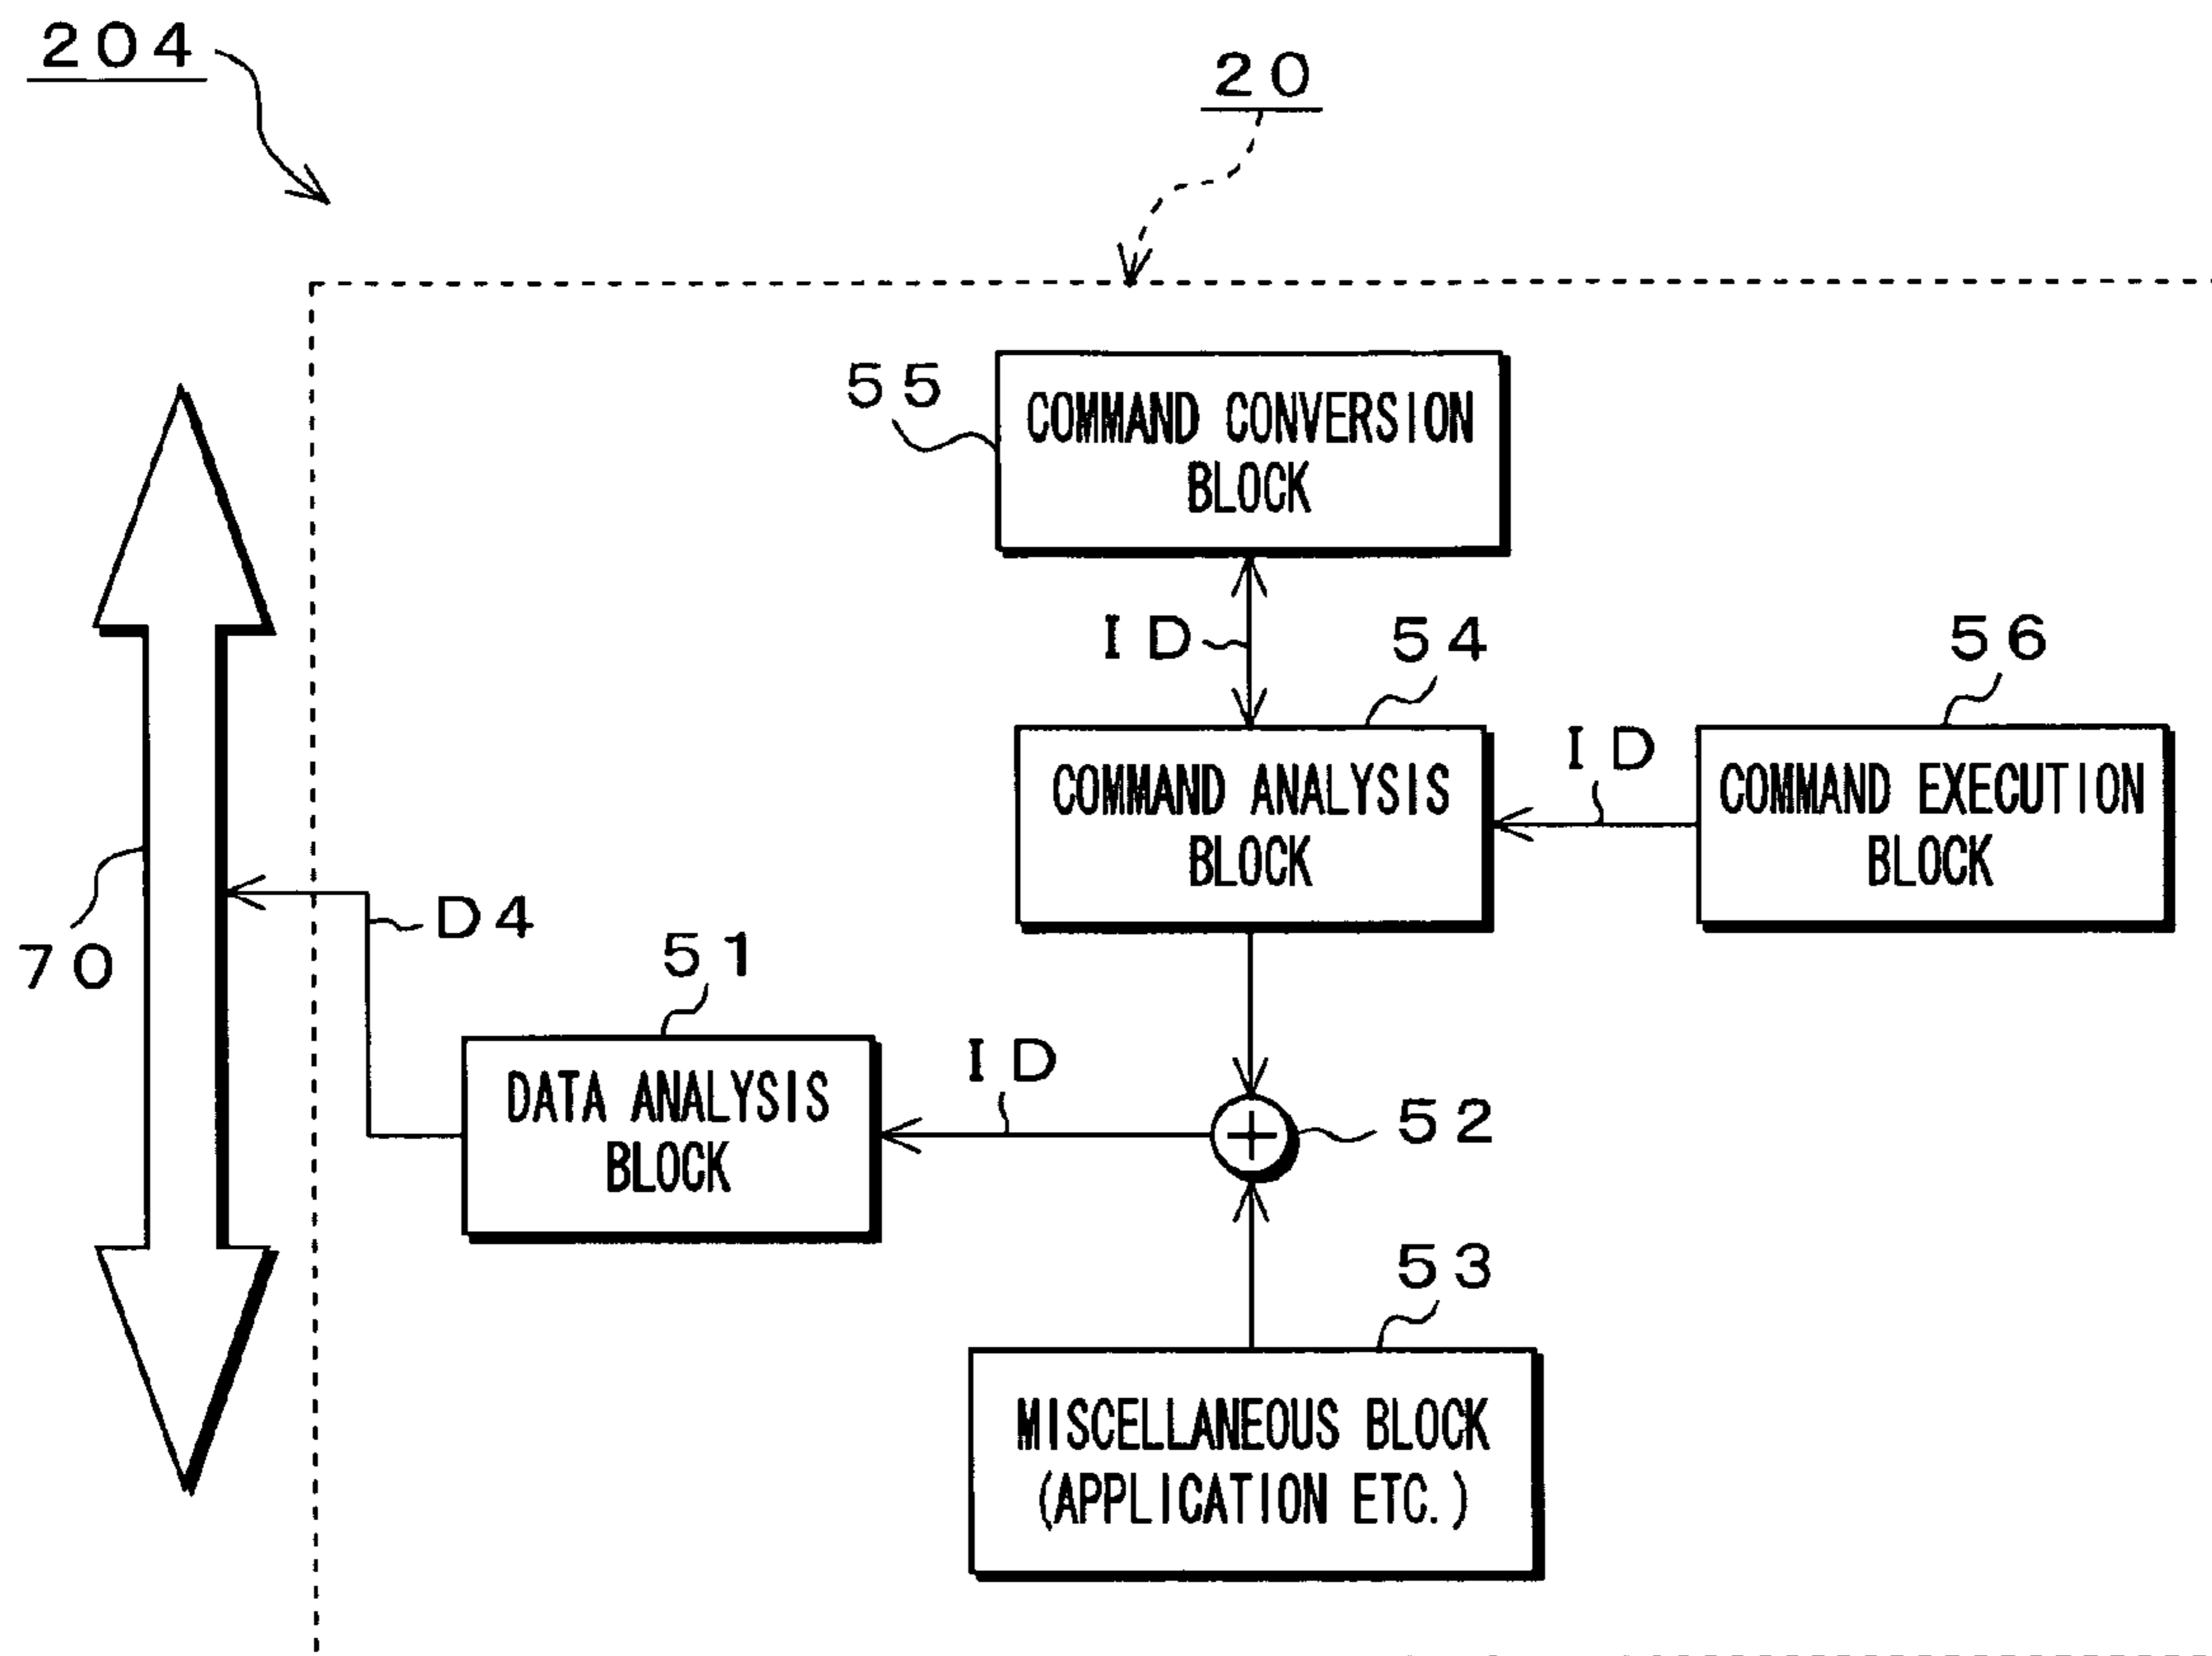 204
20
55
COMMAND CONVERSION
BLOCK
ID
54
56
COMMAND ANALYSIS
BLOCK
ID
COMMAND EXECUTION
BLOCK
70
D4
51
DATA ANALYSIS
BLOCK
ID
52
53
MISCELLANEOUS BLOCK
(APPLICATION ETC.)